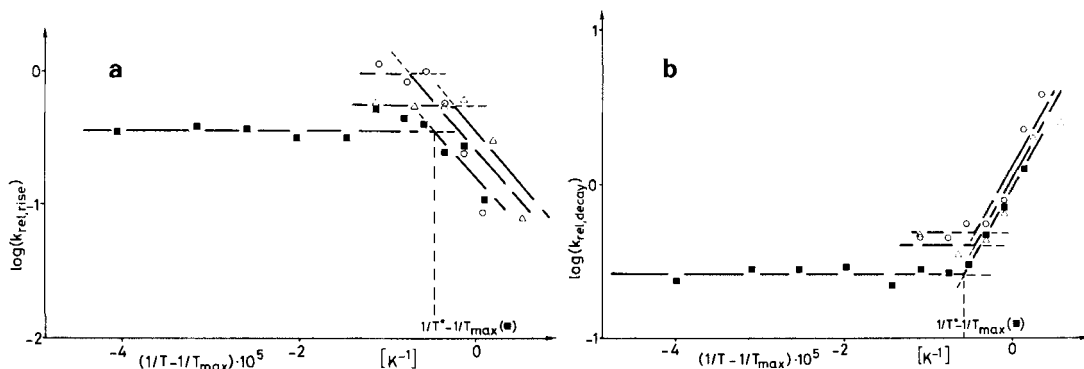 a
0
-1
-2
log(k_rel,rise)
-4
-2
0
1/T*-1/T_max(■)
(1/T-1/T_max)·10^5
[K^-1]
b
1
0
-1
log(k_rel,decay)
-4
-2
0
1/T*-1/T_max(■)
(1/T-1/T_max)·10^5
[K^-1]